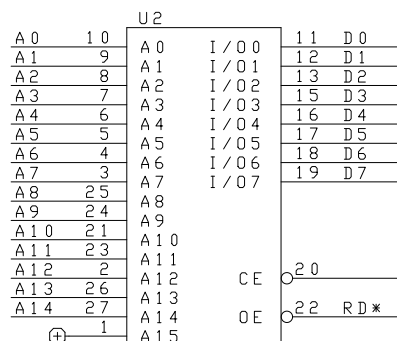 U2
A0 10 A0 I/O0 11 D0
A1 9 A1 I/O1 12 D1
A2 8 A2 I/O2 13 D2
A3 7 A3 I/O3 15 D3
A4 6 A4 I/O4 16 D4
A5 5 A5 I/O5 17 D5
A6 4 A6 I/O6 18 D6
A7 3 A7 I/O7 19 D7
A8 25 A8
A9 24 A9
A10 21 A10
A11 23 A11
A12 2 A12 CE 20
A13 26 A13
A14 27 A14 OE 22 RD*
1 A15